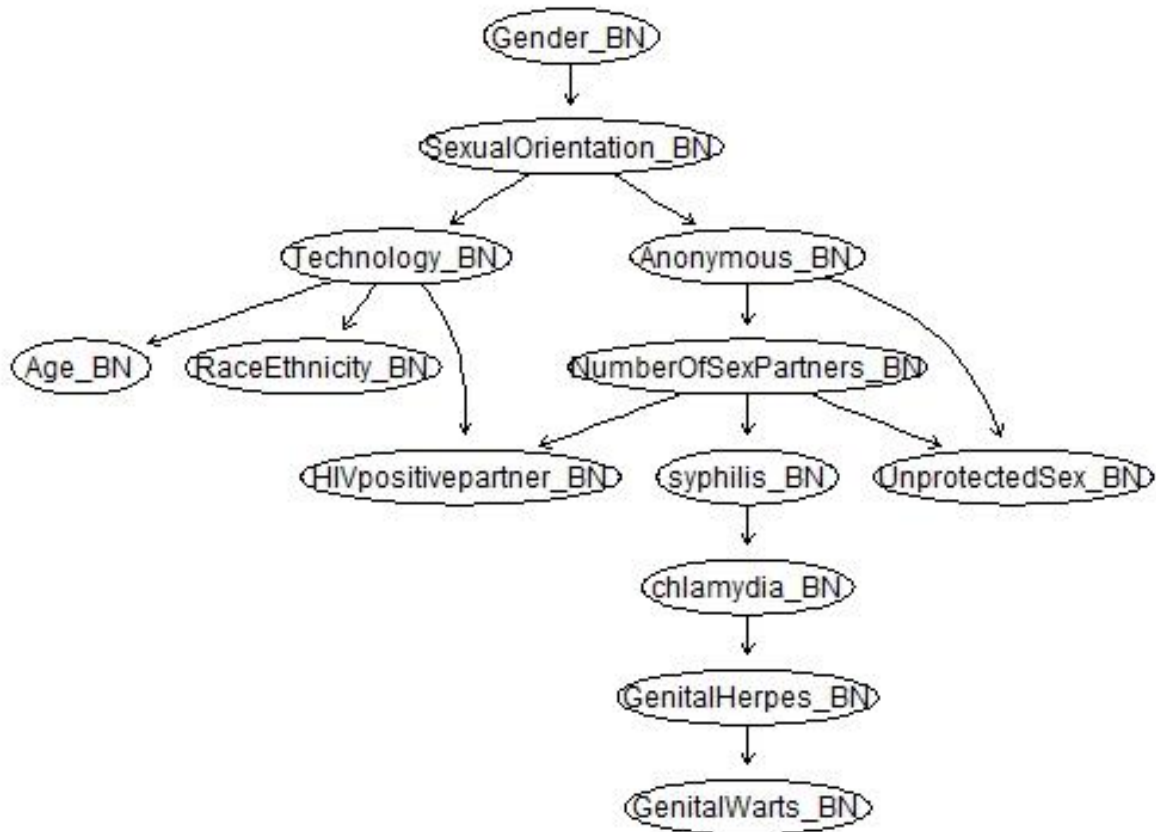 Gender_BN
SexualOrientation_BN
Technology_BN
Anonymous_BN
Age_BN
RaceEthnicity_BN
NumberOfSexPartners_BN
HIVpositivepartner_BN
syphilis_BN
UnprotectedSex_BN
chlamydia_BN
GenitalHerpes_BN
GenitalWarts_BN